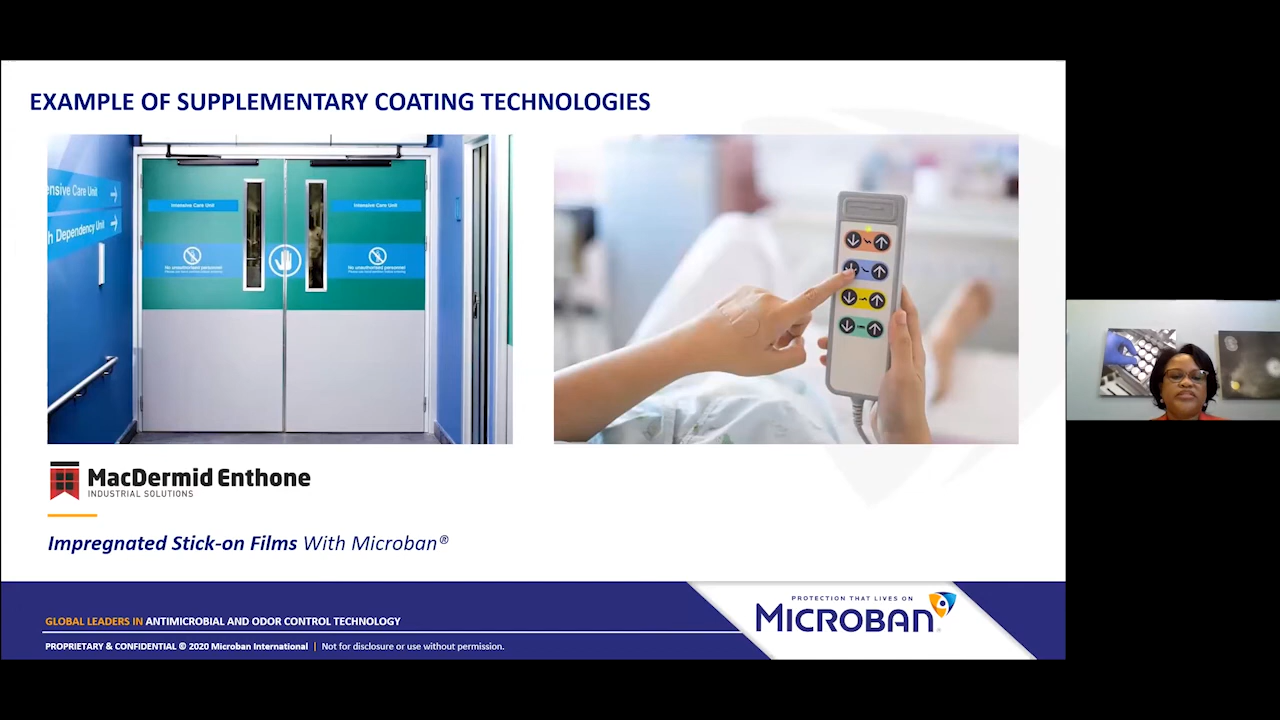 EXAMPLE OF SUPPLEMENTARY COATING TECHNOLOGIES
ensive Care Unit
h Dependency Unit
Intensive Care Unit
Intensive Care Unit
No unauthorised personnel
No unauthorised personnel
MacDermid Enthone
INDUSTRIAL SOLUTIONS
Impregnated Stick-on Films With Microban®
PROTECTION THAT LIVES ON
MICROBAN®
GLOBAL LEADERS IN ANTIMICROBIAL AND ODOR CONTROL TECHNOLOGY
PROPRIETARY & CONFIDENTIAL © 2020 Microban International | Not for disclosure or use without permission.